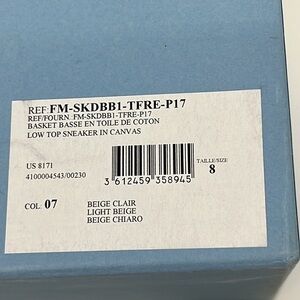 REF:FM-SKDBB1-TFRE-P17
REF/FOURN: FM-SKDBB1-TFRE-P17
BASKET BASSE EN TOILE DE COTON
LOW TOP SNEAKER IN CANVAS
US 8171
4100004543/00230
3 612459 358945
TAILLE/SIZE
8
COL. 07
BEIGE CLAIR
LIGHT BEIGE
BEIGE CHIARO